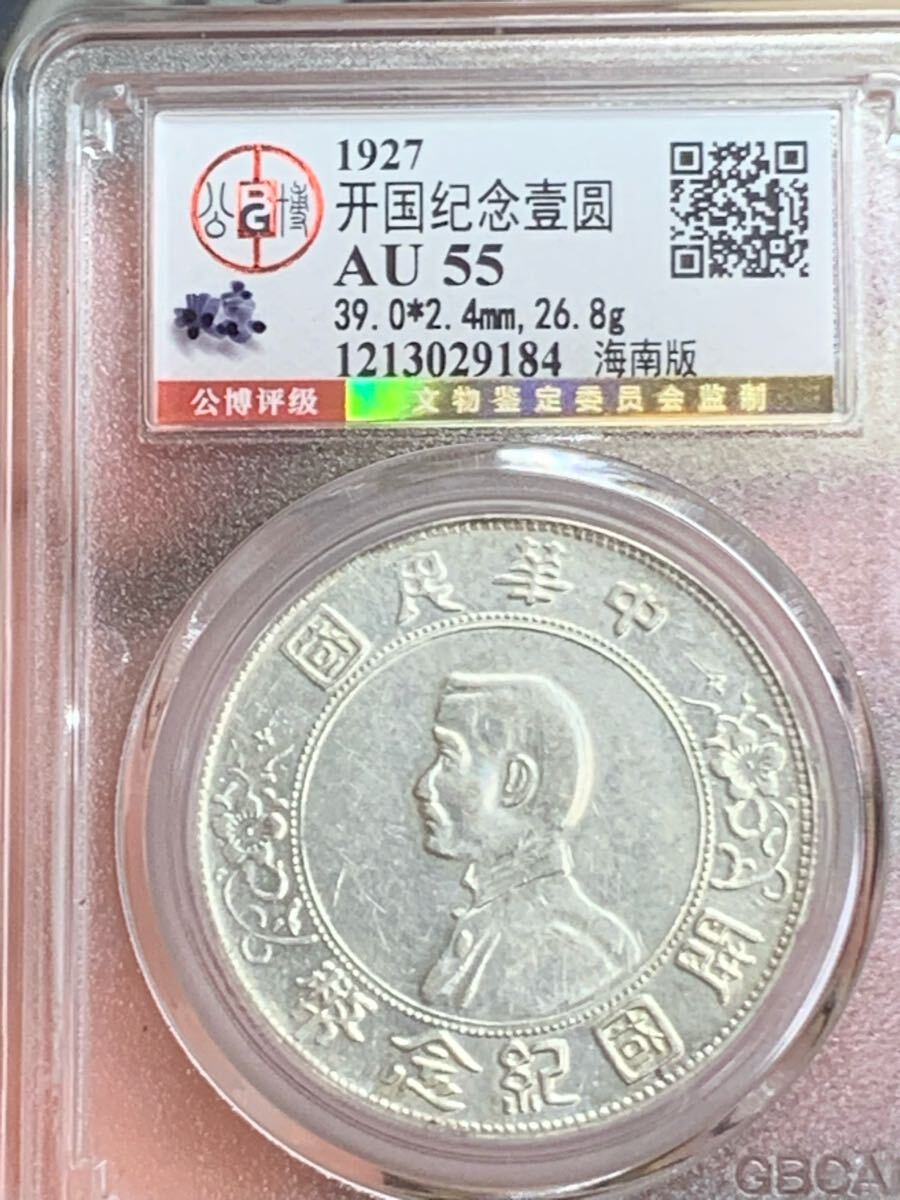 公 博
G
1927
开国纪念壹圆
AU 55
39.0*2.4mm,26.8g
1213029184 海南版
公博评级 文物鉴定委员会监制
中華民國
開國紀念幣
GBCA